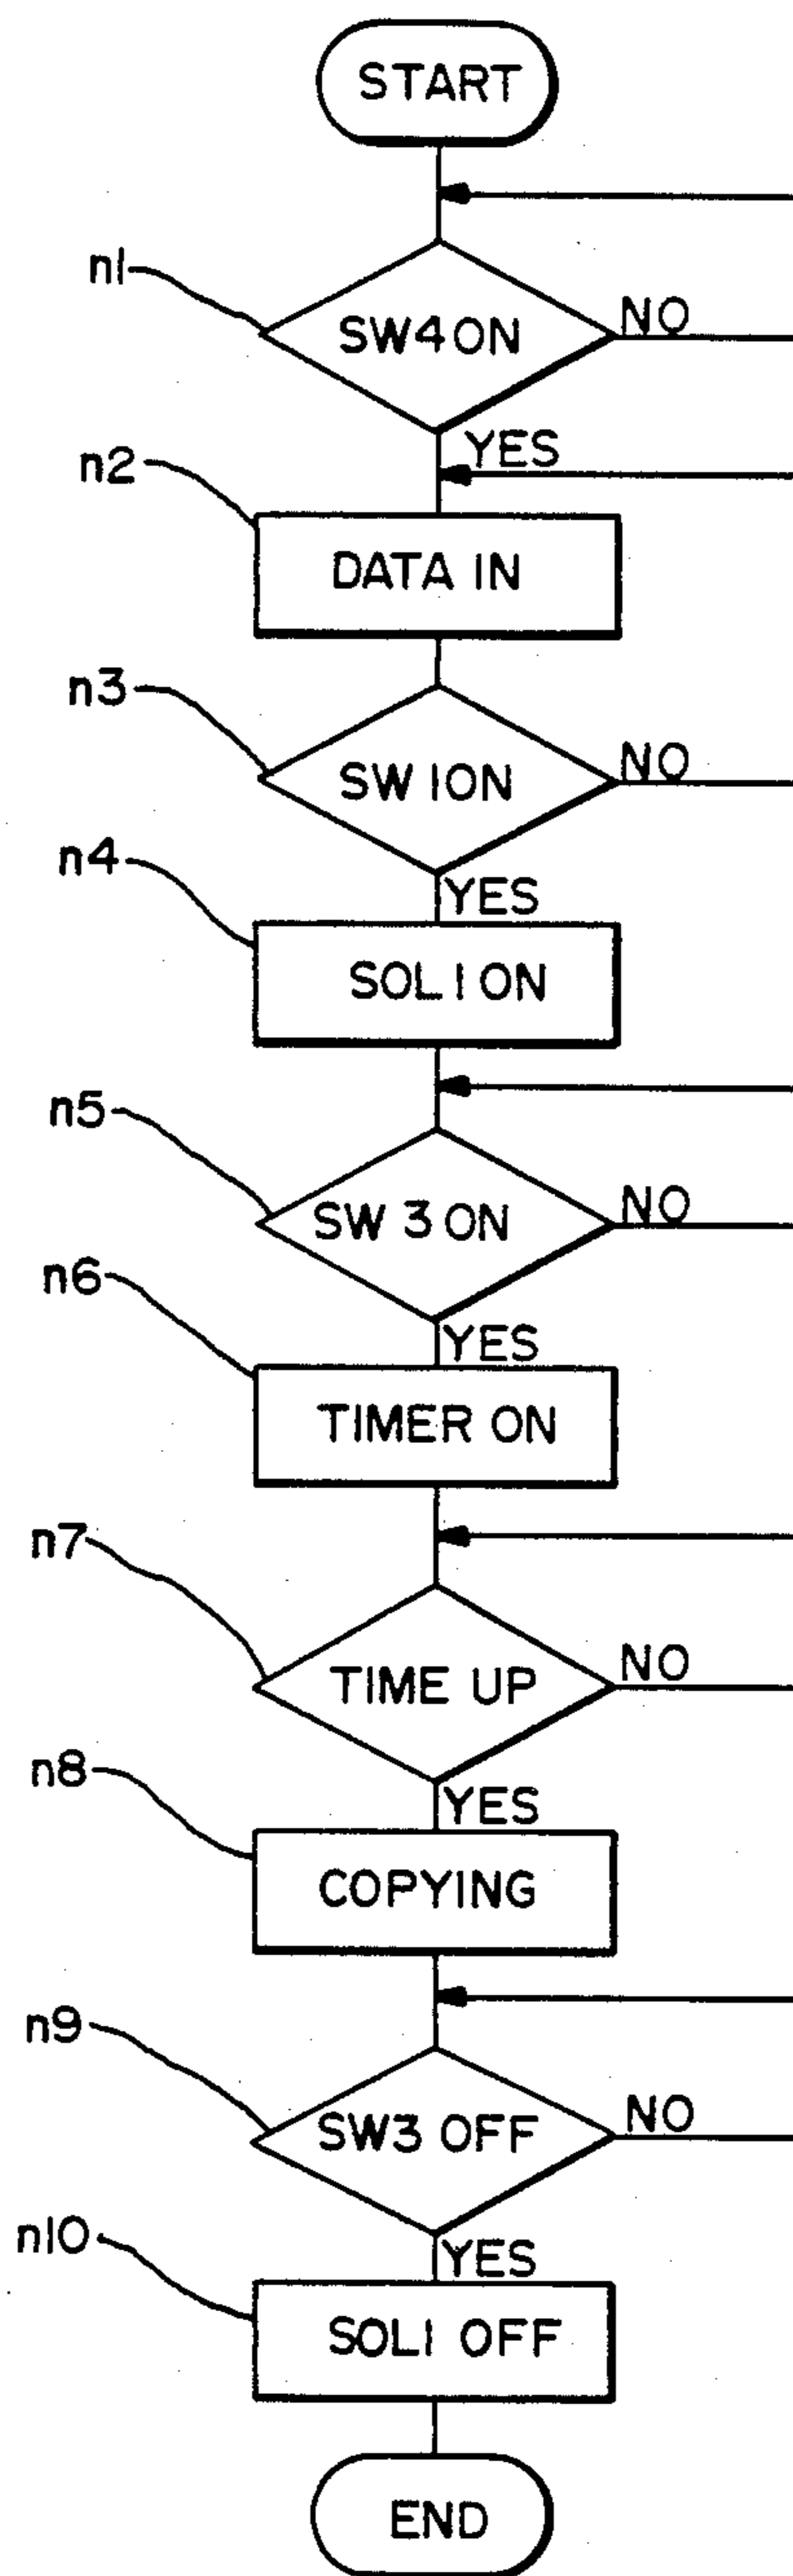 START
n1
SW4 ON
NO
YES
n2
DATA IN
n3
SW 1 ON
NO
YES
n4
SOL 1 ON
n5
SW 3 ON
NO
YES
n6
TIMER ON
n7
TIME UP
NO
YES
n8
COPYING
n9
SW3 OFF
NO
YES
n10
SOL1 OFF
END